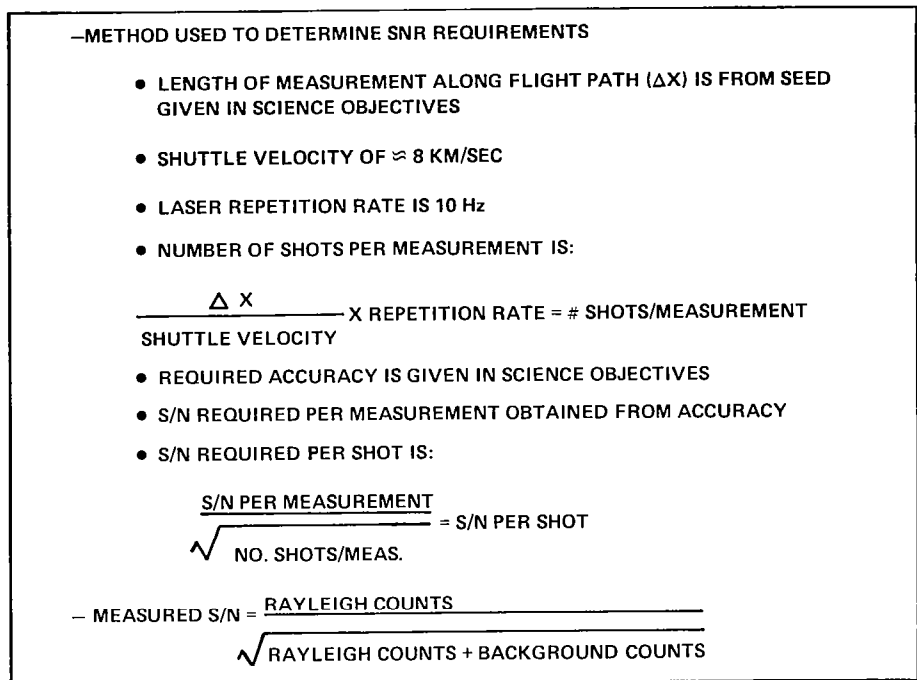 –METHOD USED TO DETERMINE SNR REQUIREMENTS
• LENGTH OF MEASUREMENT ALONG FLIGHT PATH (ΔX) IS FROM SEED
GIVEN IN SCIENCE OBJECTIVES
• SHUTTLE VELOCITY OF ≈ 8 KM/SEC
• LASER REPETITION RATE IS 10 Hz
• NUMBER OF SHOTS PER MEASUREMENT IS:
Δ X
X REPETITION RATE = # SHOTS/MEASUREMENT
SHUTTLE VELOCITY
• REQUIRED ACCURACY IS GIVEN IN SCIENCE OBJECTIVES
• S/N REQUIRED PER MEASUREMENT OBTAINED FROM ACCURACY
• S/N REQUIRED PER SHOT IS:
S/N PER MEASUREMENT
= S/N PER SHOT
√ NO. SHOTS/MEAS.
– MEASURED S/N = RAYLEIGH COUNTS
√ RAYLEIGH COUNTS + BACKGROUND COUNTS